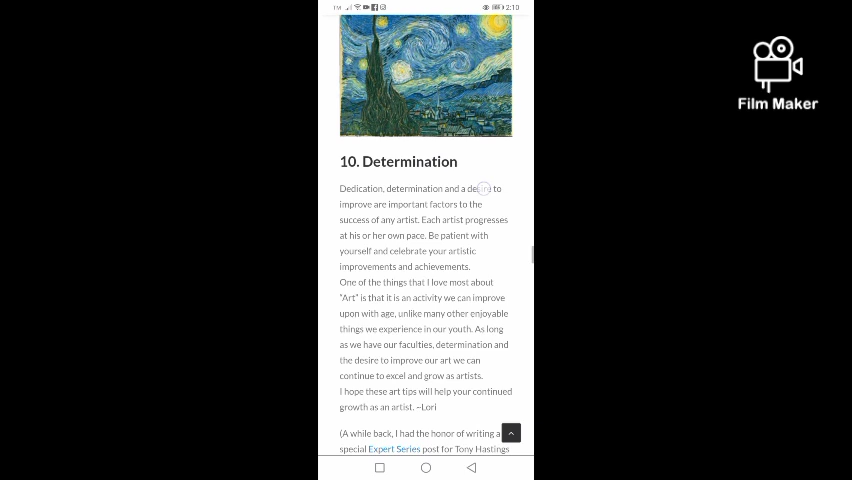 TM
2:10
Film Maker
10. Determination
Dedication, determination and a desire to
improve are important factors to the
success of any artist. Each artist progresses
at his or her own pace. Be patient with
yourself and celebrate your artistic
improvements and achievements.
One of the things that I love most about
"Art" is that it is an activity we can improve
upon with age, unlike many other enjoyable
things we experience in our youth. As long
as we have our faculties, determination and
the desire to improve our art we can
continue to excel and grow as artists.
I hope these art tips will help your continued
growth as an artist. ~Lori
(A while back, I had the honor of writing a
special Expert Series post for Tony Hastings